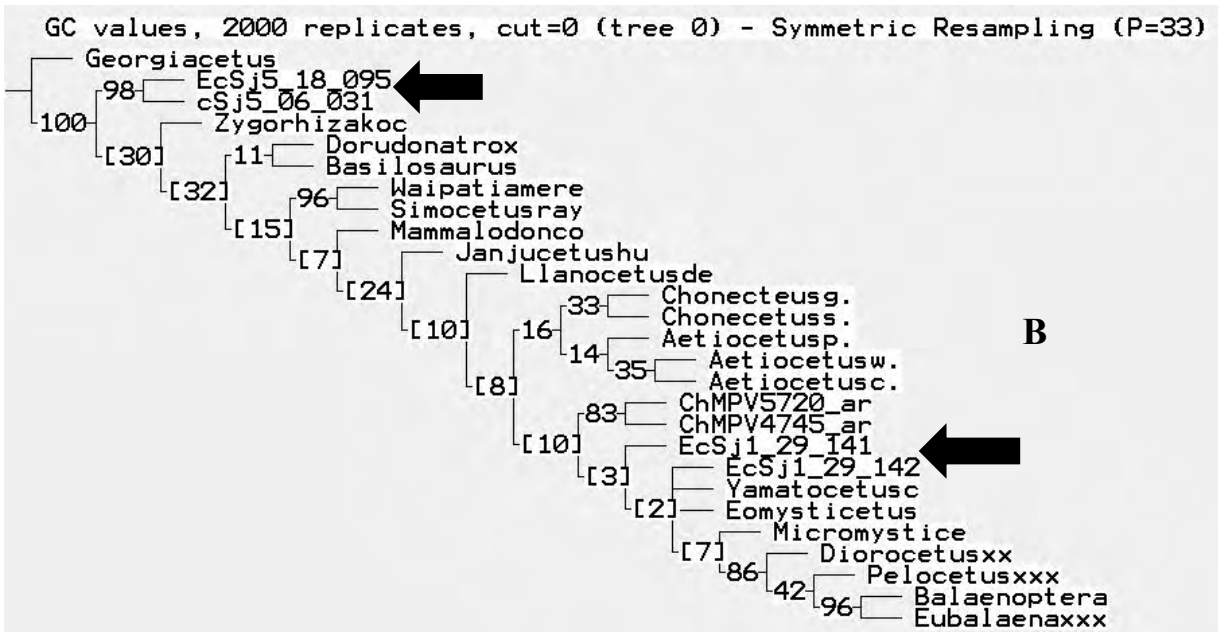 GC values, 2000 replicates, cut=0 (tree 0) - Symmetric Resampling (P=33)
Georgiacetus
98 EcSj5_18_095
cSj5_06_031
100 Zygorhizakoc
[30] 11 Dorudonatrox
Basilosaurus
[32] 96 Waipatiamere
Simocetusray
[15] Mammalodonco
[7] Janjucetushu
[24] Llanocetusde
33 Chonecteusg.
[10] 16 Chonecetuss.
14 Aetiocetusp.
35 Aetiocetusw.
[8] Aetiocetusc.
83 ChMPV5720_ar
ChMPV4745_ar
[10] EcSj1_29_141
[3] EcSj1_29_142
Yamatocetusc
[2] Eomysticetus
Micromystice
[7] Diorocetusxx
86 Pelocetusxxx
42 Balaenoptera
96 Eubalaenaxxx
B